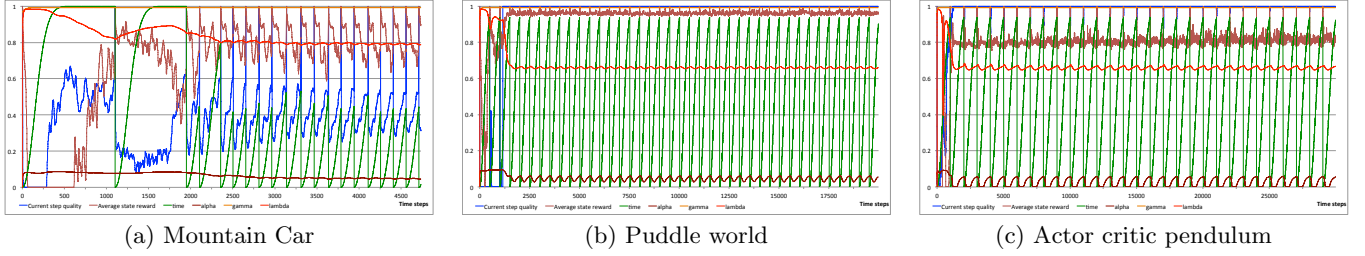 1
0.8
0.6
0.4
0.2
0
0 500 1000 1500 2000 2500 3000 3500 4000 4500
Time steps
Current step quality Average state reward time alpha gamma lambda
(a) Mountain Car
1
0.8
0.6
0.4
0.2
0
0 2500 5000 7500 10000 12500 15000 17500
Time steps
Current step quality Average state reward time alpha gamma lambda
(b) Puddle world
1
0.8
0.6
0.4
0.2
0
0 5000 10000 15000 20000 25000
Time steps
Current step quality Average state reward time alpha gamma lambda
(c) Actor critic pendulum